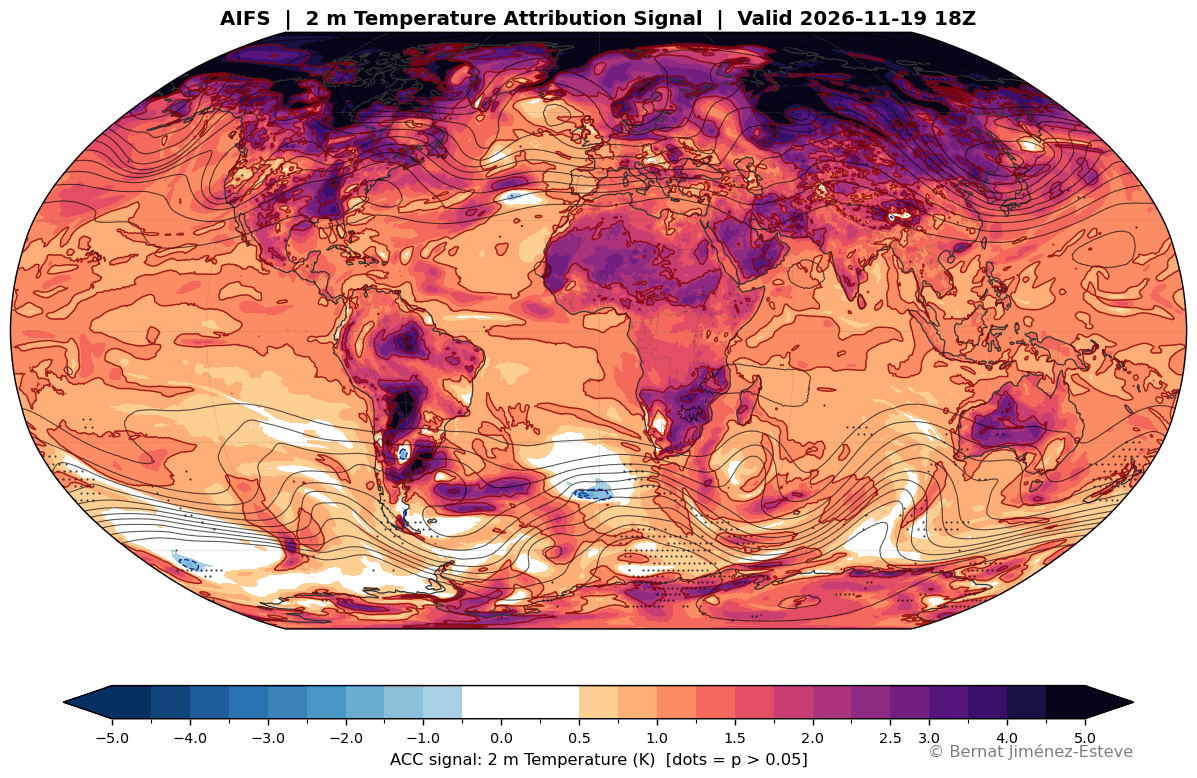 AIFS | 2 m Temperature Attribution Signal | Valid 2026-11-19 18Z
−5.0 −4.0 −3.0 −2.0 −1.0 0.0 0.5 1.0 1.5 2.0 2.5 3.0 4.0 5.0
ACC signal: 2 m Temperature (K) [dots = p > 0.05]
© Bernat Jiménez-Esteve